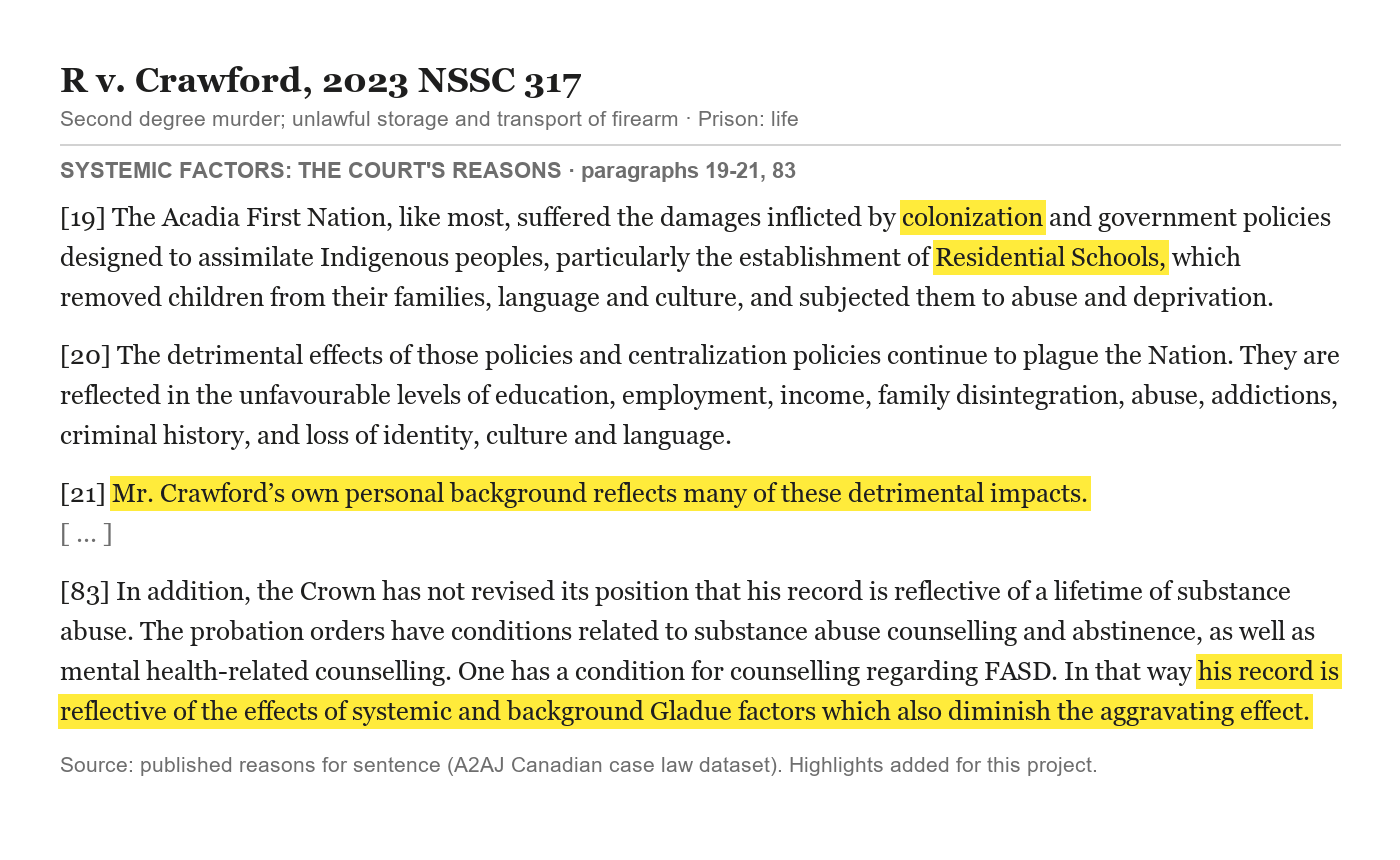 R v. Crawford, 2023 NSSC 317
Second degree murder; unlawful storage and transport of firearm · Prison: life
SYSTEMIC FACTORS: THE COURT'S REASONS · paragraphs 19-21, 83
[19] The Acadia First Nation, like most, suffered the damages inflicted by colonization and government policies
designed to assimilate Indigenous peoples, particularly the establishment of Residential Schools, which
removed children from their families, language and culture, and subjected them to abuse and deprivation.
[20] The detrimental effects of those policies and centralization policies continue to plague the Nation. They are
reflected in the unfavourable levels of education, employment, income, family disintegration, abuse, addictions,
criminal history, and loss of identity, culture and language.
[21] Mr. Crawford’s own personal background reflects many of these detrimental impacts.
[ ... ]
[83] In addition, the Crown has not revised its position that his record is reflective of a lifetime of substance
abuse. The probation orders have conditions related to substance abuse counselling and abstinence, as well as
mental health-related counselling. One has a condition for counselling regarding FASD. In that way his record is
reflective of the effects of systemic and background Gladue factors which also diminish the aggravating effect.
Source: published reasons for sentence (A2AJ Canadian case law dataset). Highlights added for this project.